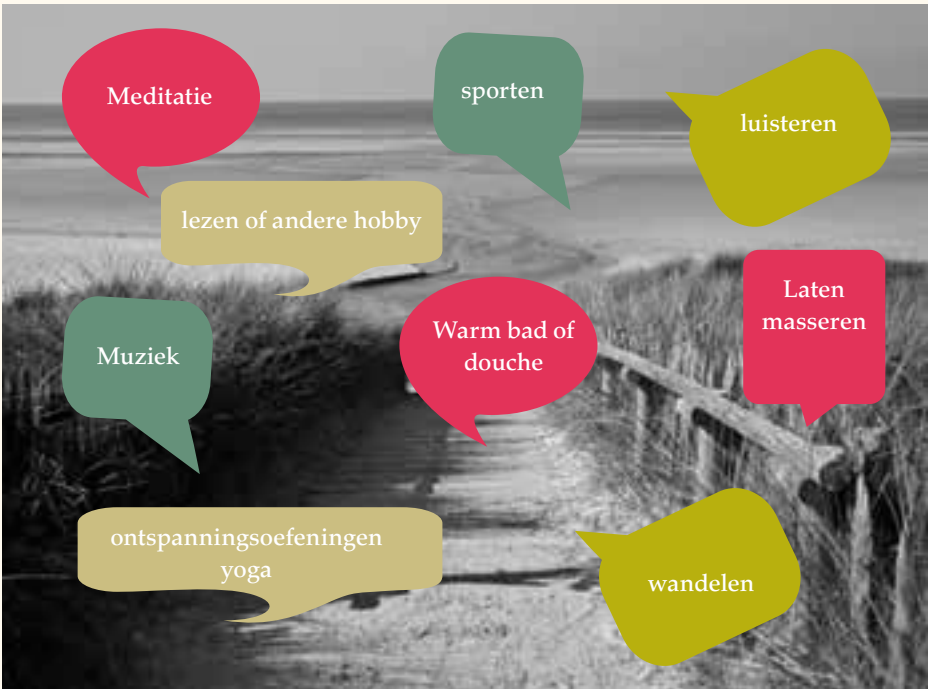 Meditatie
sporten
luisteren
lezen of andere hobby
Laten
masseren
Warm bad of
douche
Muziek
ontspanningsoefeningen
yoga
wandelen